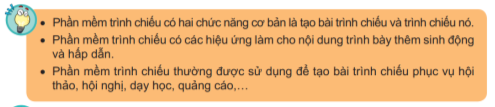 • Phần mềm trình chiếu có hai chức năng cơ bản là tạo bài trình chiếu và trình chiếu nó.
• Phần mềm trình chiếu có các hiệu ứng làm cho nội dung trình bày thêm sinh động
và hấp dẫn.
• Phần mềm trình chiếu thường được sử dụng để tạo bài trình chiếu phục vụ hội
thảo, hội nghị, dạy học, quảng cáo,…